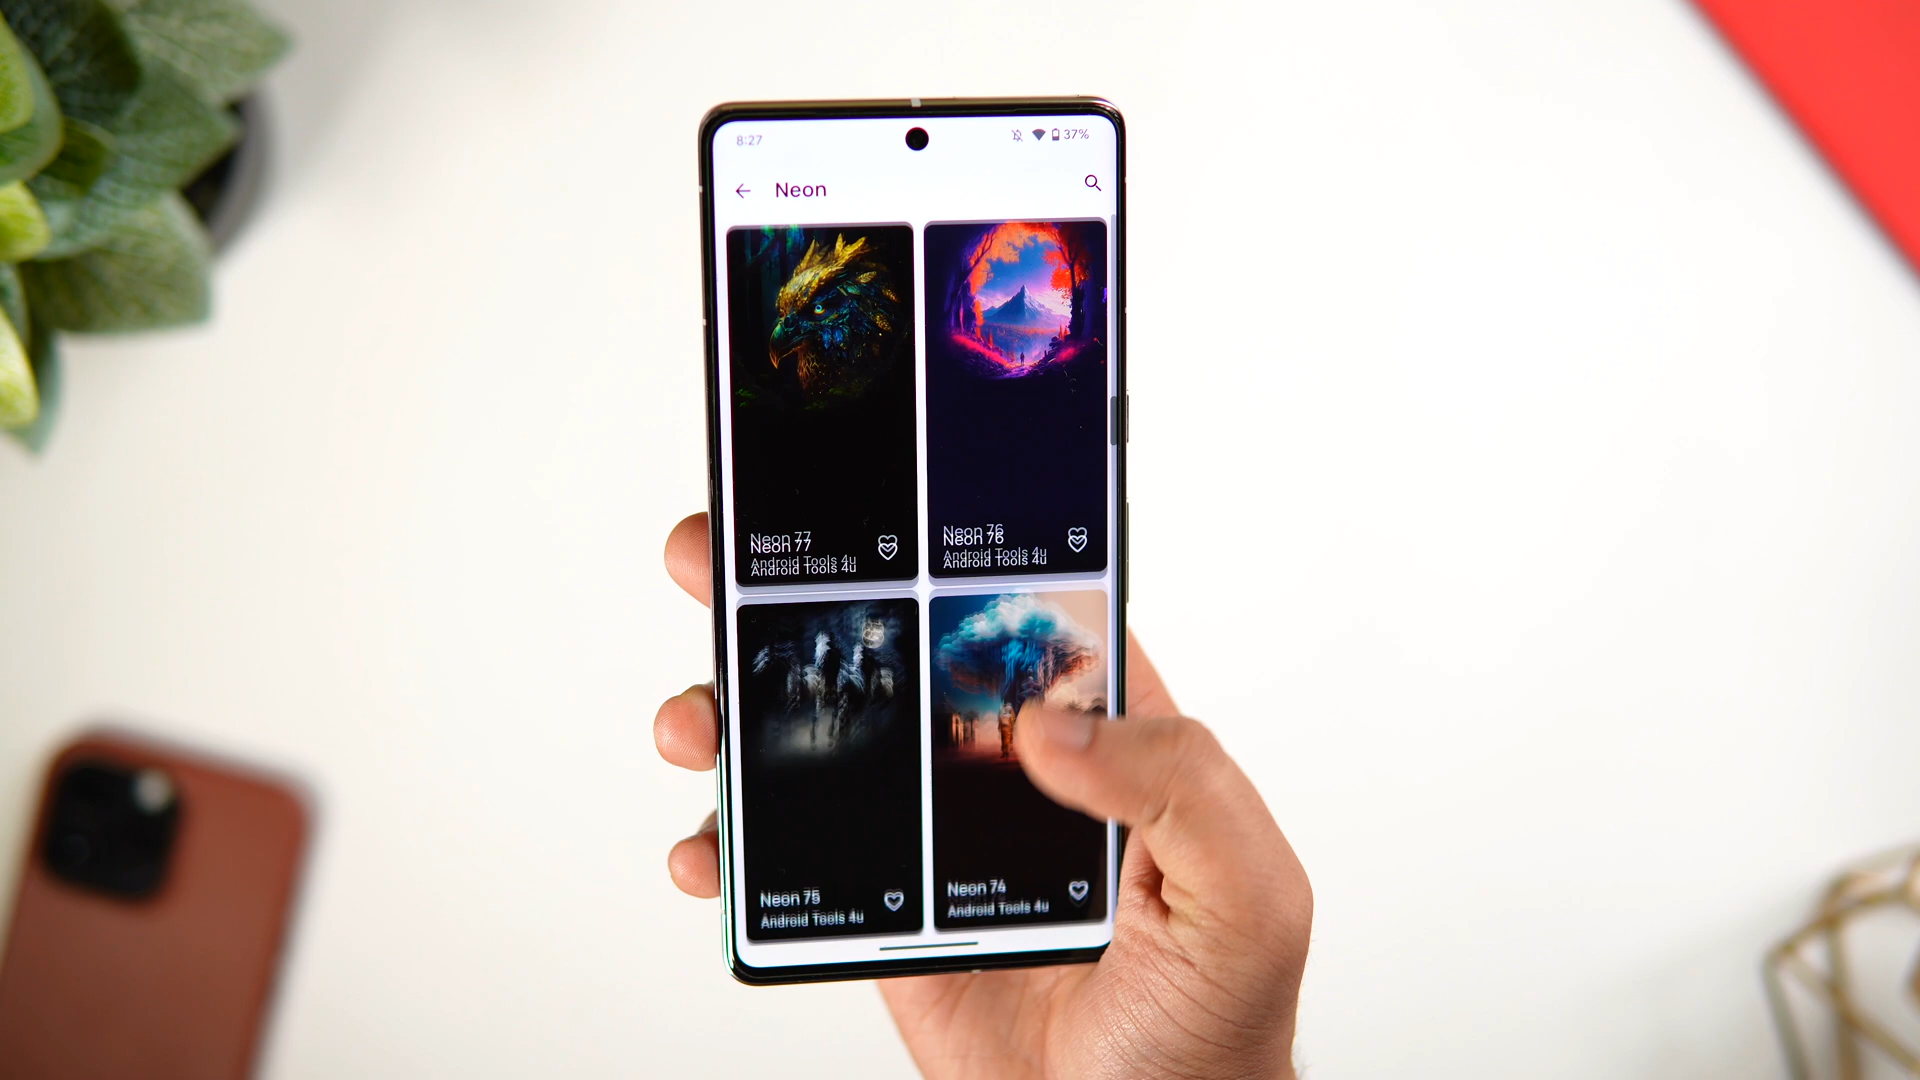 8:27
37%
Neon
Neon 77
Android Tools 4u
Neon 76
Android Tools 4u
Neon 75
Android Tools 4u
Neon 74
Android Tools 4u